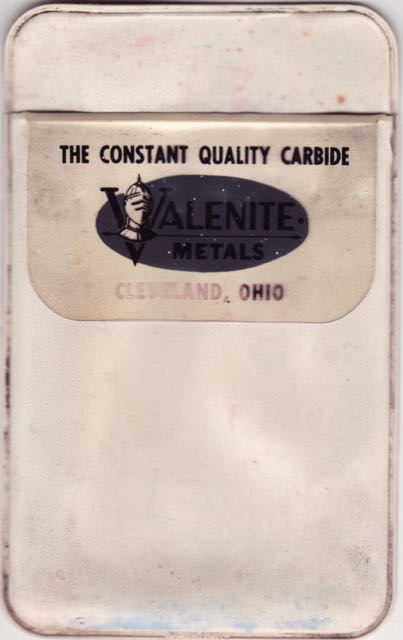 THE CONSTANT QUALITY CARBIDE
VALENITE
METALS
CLEVELAND, OHIO